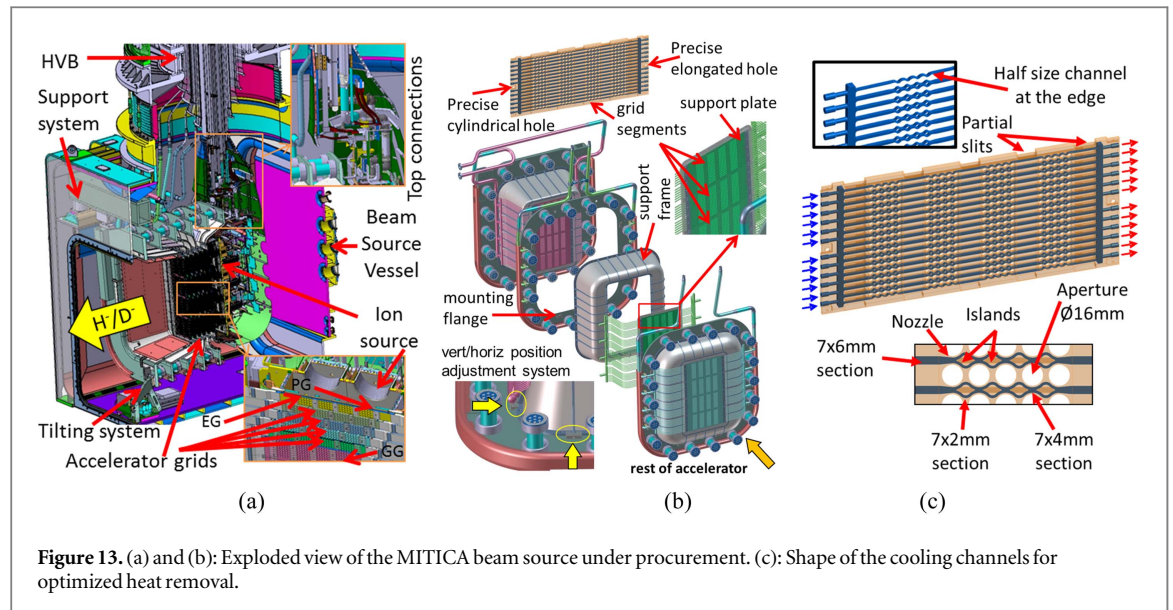 HVB
Support
system
Top connections
Beam
Source
Vessel
H⁻/D⁻
Ion
source
PG
EG
GG
Tilting system
Accelerator grids
(a)
Precise
elongated hole
Precise
cylindrical hole
grid
segments
support plate
support
frame
mounting
flange
vert/horiz position
adjustment system
rest of accelerator
(b)
Half size channel
at the edge
Partial
slits
Aperture
Ø16mm
Islands
Nozzle
7x6mm
section
7x2mm
section
7x4mm
section
(c)
Figure 13. (a) and (b): Exploded view of the MITICA beam source under procurement. (c): Shape of the cooling channels for
optimized heat removal.